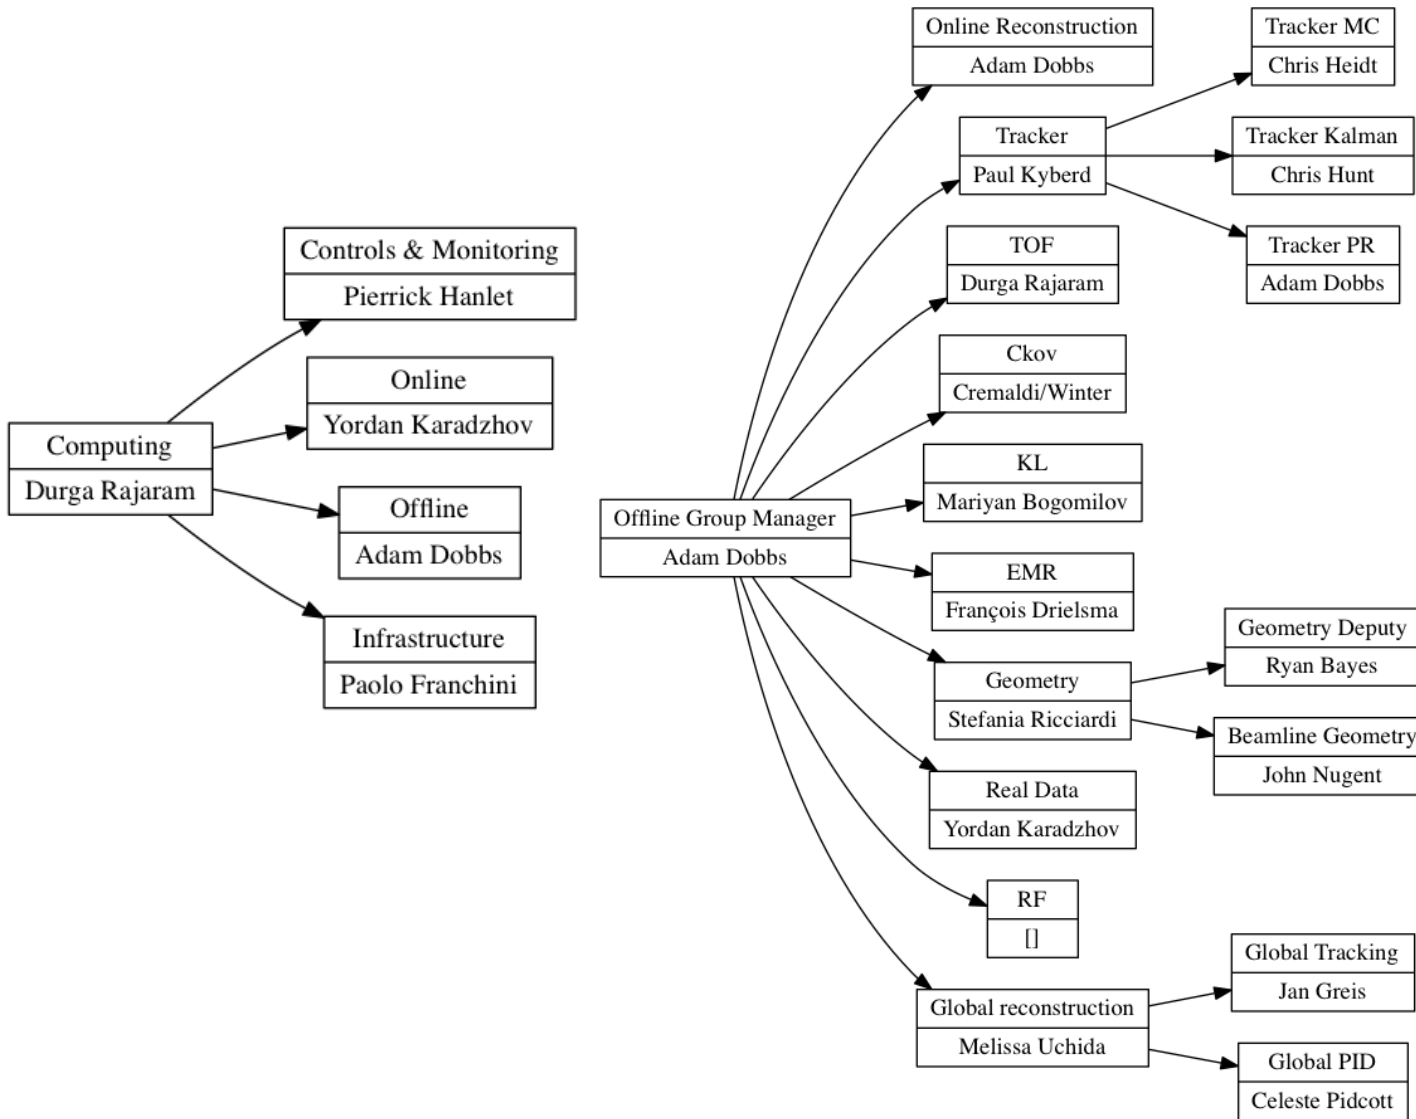 Computing
Durga Rajaram
Controls & Monitoring
Pierrick Hanlet
Online
Yordan Karadzhov
Offline
Adam Dobbs
Infrastructure
Paolo Franchini
Offline Group Manager
Adam Dobbs
Online Reconstruction
Adam Dobbs
Tracker
Paul Kyberd
Tracker MC
Chris Heidt
Tracker Kalman
Chris Hunt
Tracker PR
Adam Dobbs
TOF
Durga Rajaram
Ckov
Cremaldi/Winter
KL
Mariyan Bogomilov
EMR
François Drielsma
Geometry
Stefania Ricciardi
Geometry Deputy
Ryan Bayes
Beamline Geometry
John Nugent
Real Data
Yordan Karadzhov
RF
[]
Global reconstruction
Melissa Uchida
Global Tracking
Jan Greis
Global PID
Celeste Pidcott